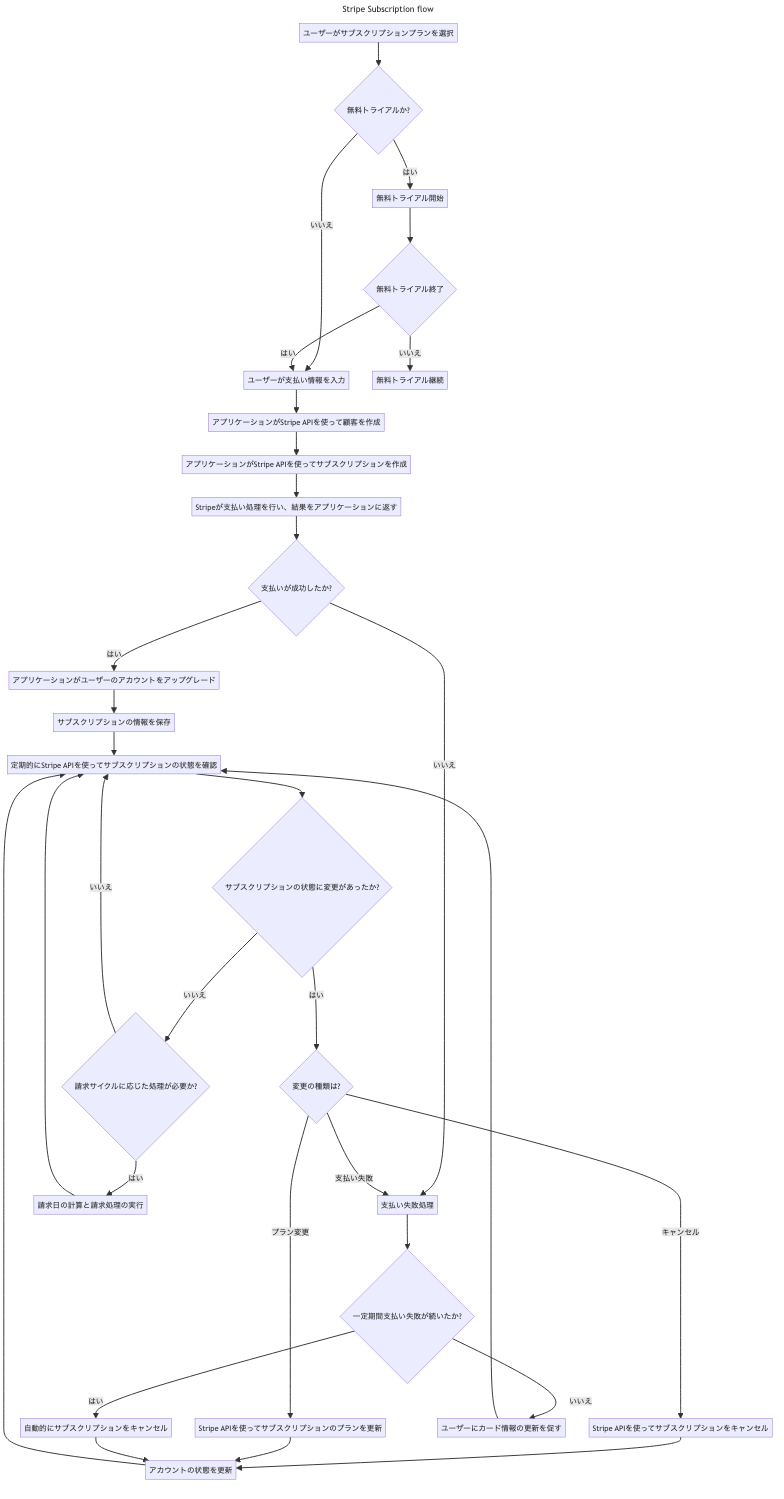 Stripe Subscription flow
ユーザーがサブスクリプションプランを選択
無料トライアルか?
はい
無料トライアル開始
いいえ
無料トライアル終了
はい
いいえ
ユーザーが支払い情報を入力
無料トライアル継続
アプリケーションがStripe APIを使って顧客を作成
アプリケーションがStripe APIを使ってサブスクリプションを作成
Stripeが支払い処理を行い、結果をアプリケーションに返す
支払いが成功したか?
はい
アプリケーションがユーザーのアカウントをアップグレード
サブスクリプションの情報を保存
定期的にStripe APIを使ってサブスクリプションの状態を確認
いいえ
いいえ
サブスクリプションの状態に変更があったか?
いいえ
はい
請求サイクルに応じた処理が必要か?
変更の種類は?
はい
支払い失敗
請求日の計算と請求処理の実行
支払い失敗処理
プラン変更
キャンセル
一定期間支払い失敗が続いたか?
はい
いいえ
自動的にサブスクリプションをキャンセル
Stripe APIを使ってサブスクリプションのプランを更新
ユーザーにカード情報の更新を促す
Stripe APIを使ってサブスクリプションをキャンセル
アカウントの状態を更新